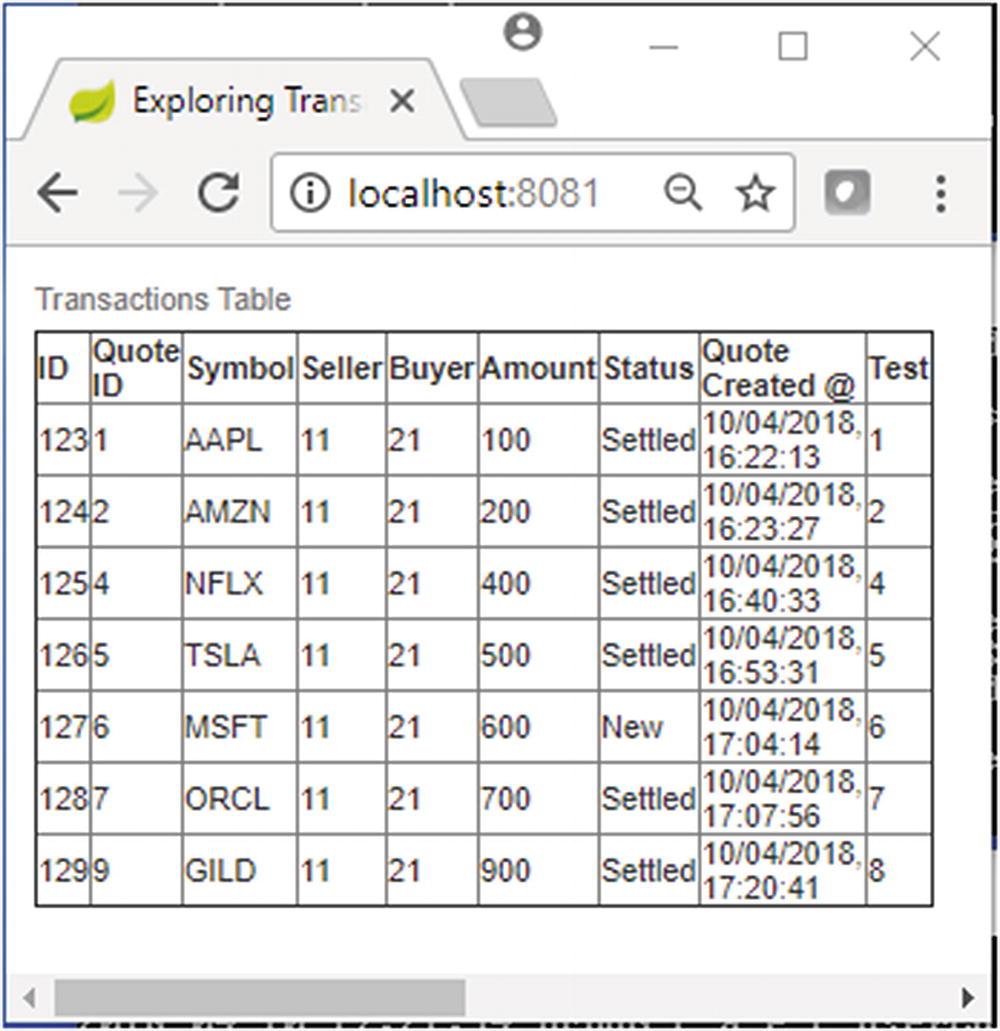 Exploring Trans
localhost:8081
Transactions Table
ID Quote ID Symbol Seller Buyer Amount Status Quote Created @ Test
123 1 AAPL 11 21 100 Settled 10/04/2018, 16:22:13 1
124 2 AMZN 11 21 200 Settled 10/04/2018, 16:23:27 2
125 4 NFLX 11 21 400 Settled 10/04/2018, 16:40:33 4
126 5 TSLA 11 21 500 Settled 10/04/2018, 16:53:31 5
127 6 MSFT 11 21 600 New 10/04/2018, 17:04:14 6
128 7 ORCL 11 21 700 Settled 10/04/2018, 17:07:56 7
129 9 GILD 11 21 900 Settled 10/04/2018, 17:20:41 8